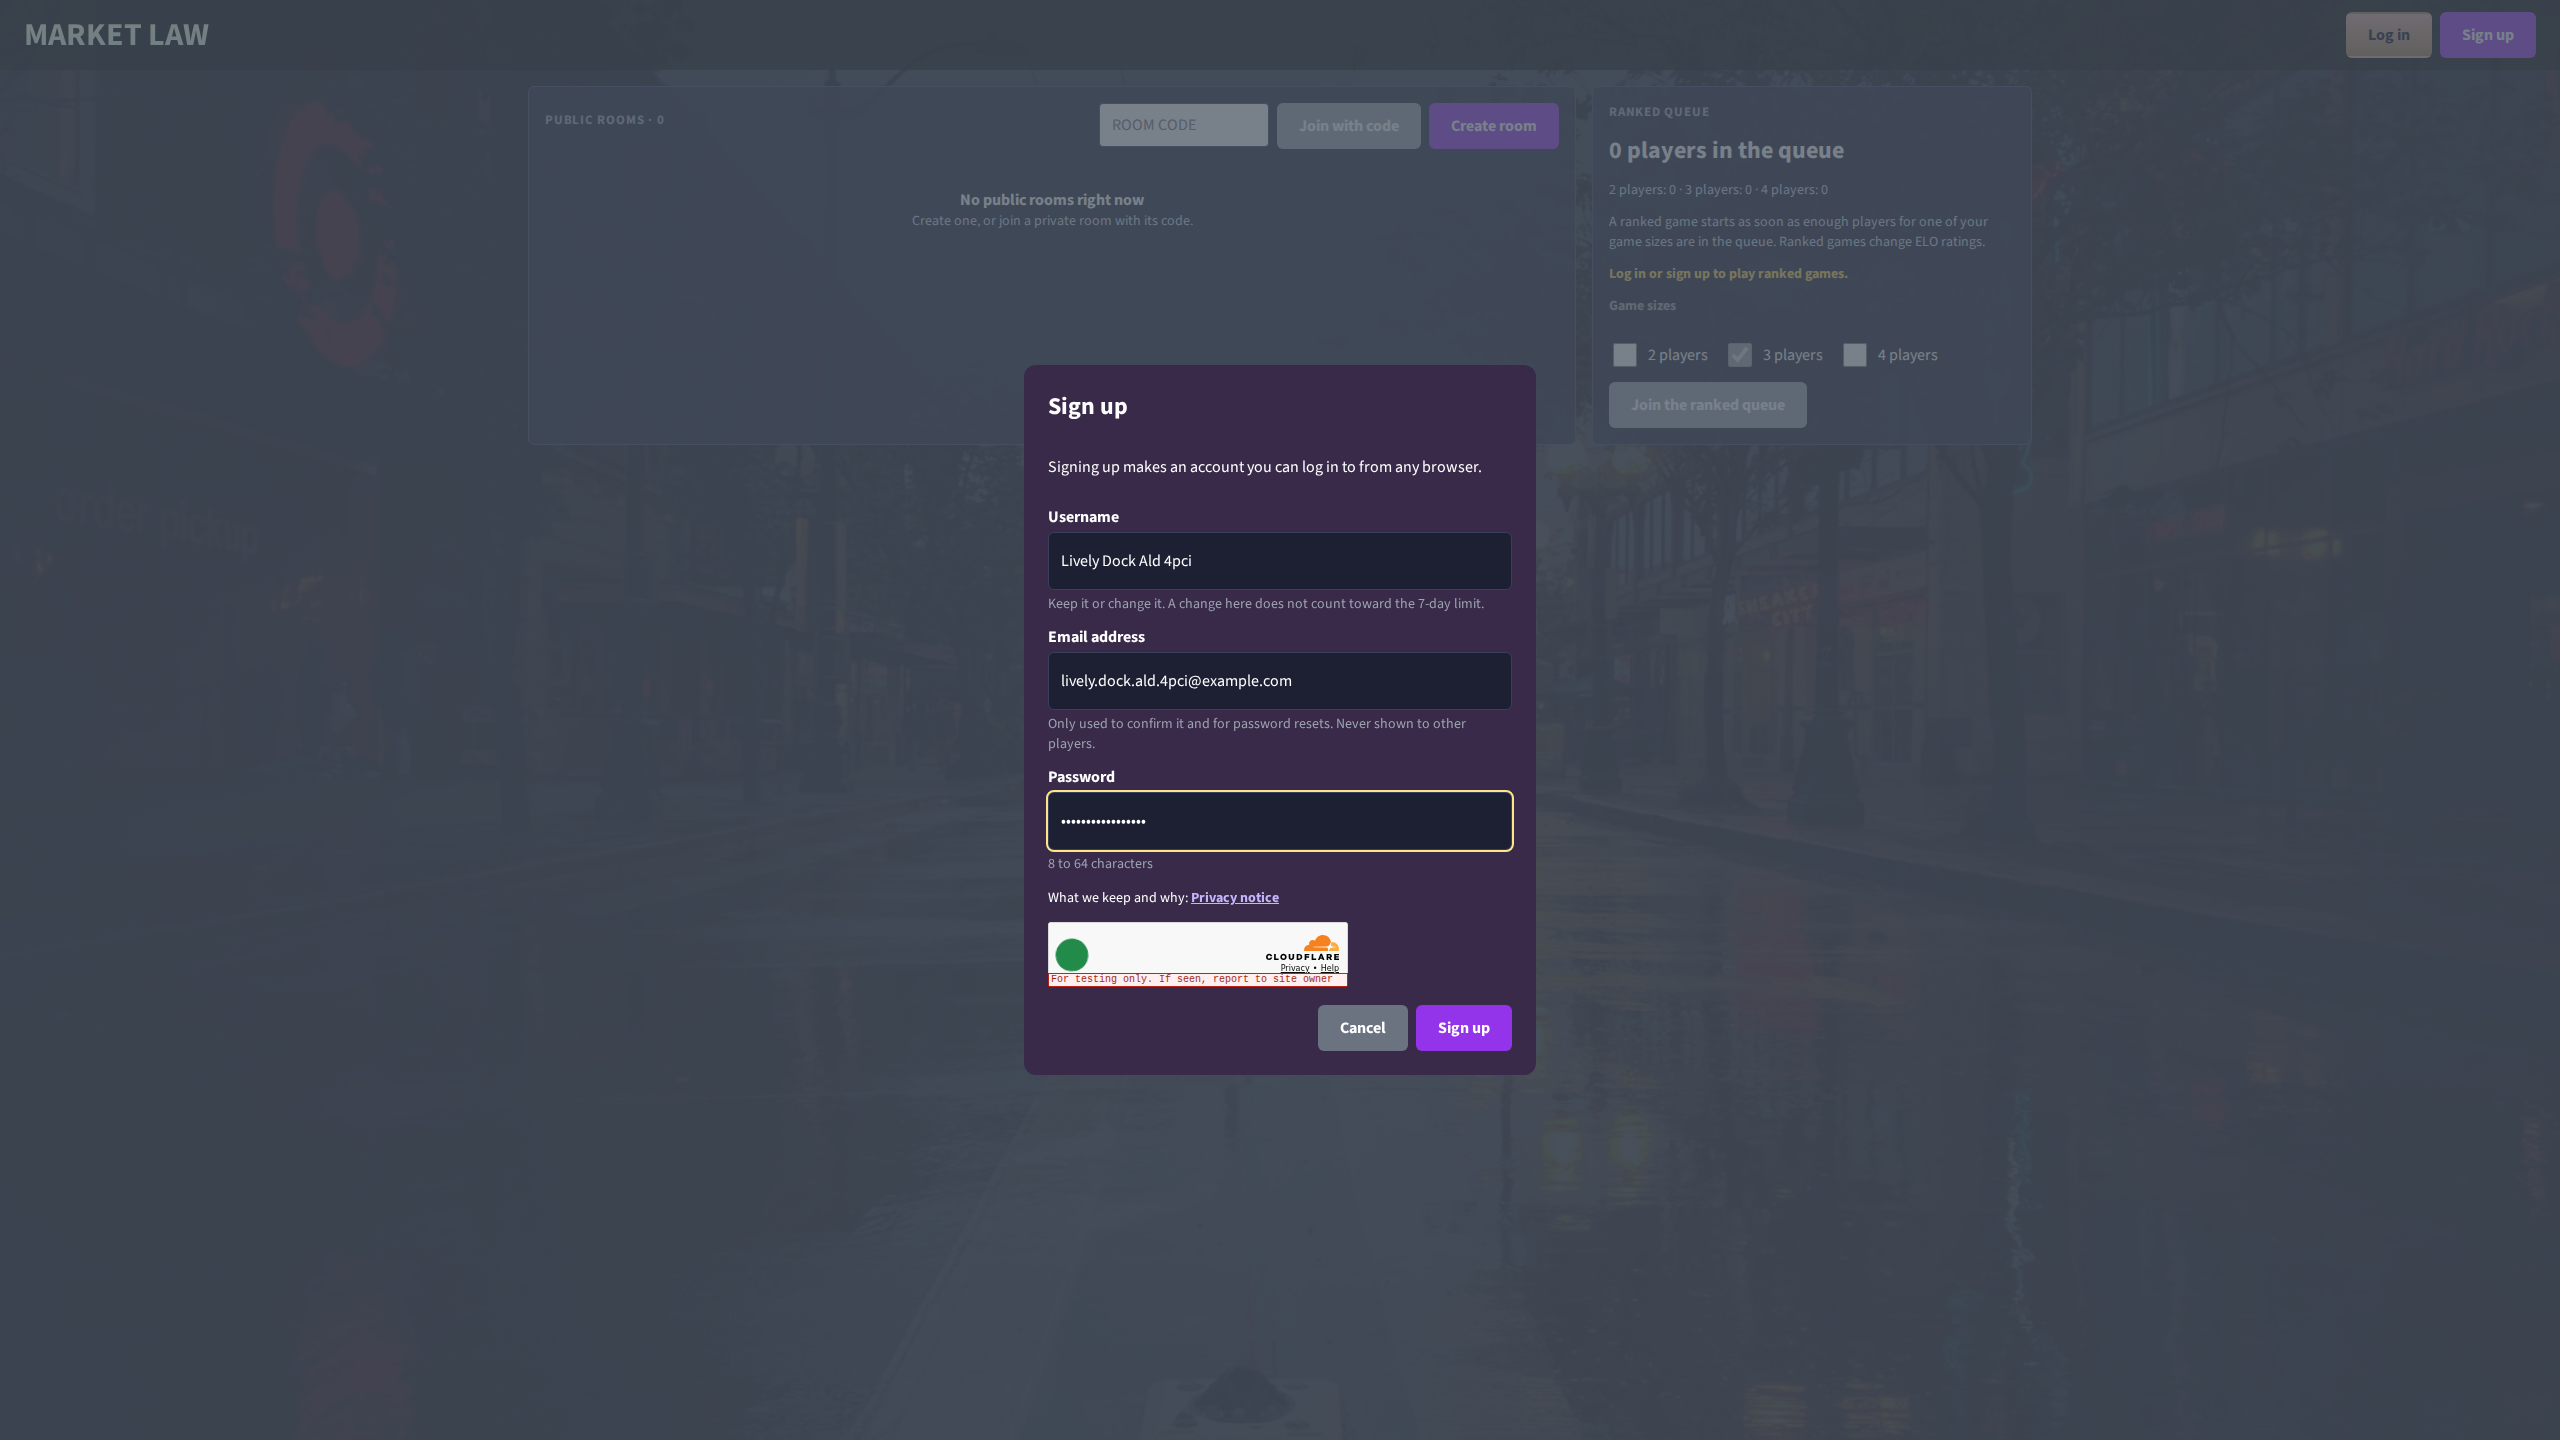 MARKET LAW
Log in
Sign up
PUBLIC ROOMS · 0
ROOM CODE
Join with code
Create room
No public rooms right now
Create one, or join a private room with its code.
RANKED QUEUE
0 players in the queue
2 players: 0 · 3 players: 0 · 4 players: 0
A ranked game starts as soon as enough players for one of your
game sizes are in the queue. Ranked games change ELO ratings.
Log in or sign up to play ranked games.
Game sizes
2 players
3 players
4 players
Join the ranked queue
order pickup
SNEAKER
CITY
Sign up
Signing up makes an account you can log in to from any browser.
Username
Lively Dock Ald 4pci
Keep it or change it. A change here does not count toward the 7-day limit.
Email address
lively.dock.ald.4pci@example.com
Only used to confirm it and for password resets. Never shown to other
players.
Password
•••••••••••••••••
8 to 64 characters
What we keep and why: Privacy notice
CLOUDFLARE
Privacy • Help
For testing only. If seen, report to site owner
Cancel
Sign up